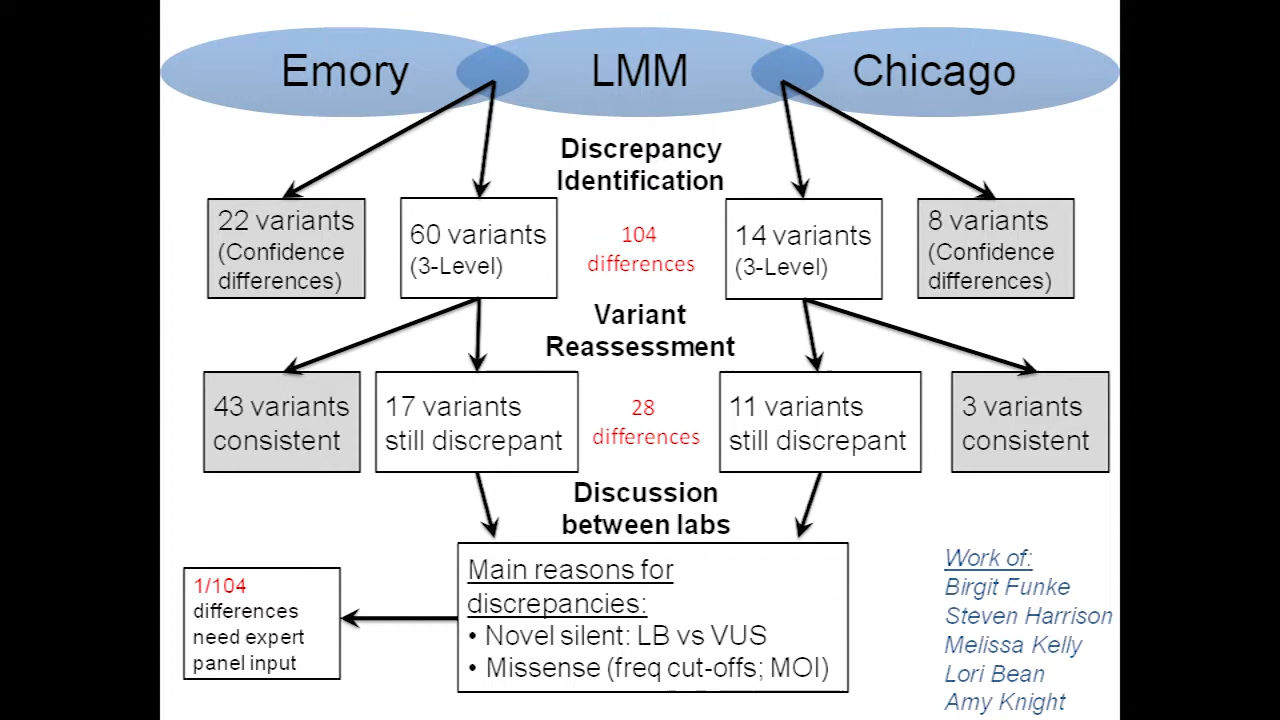 Emory
LMM
Chicago
Discrepancy
Identification
22 variants
(Confidence
differences)
60 variants
(3-Level)
104
differences
14 variants
(3-Level)
8 variants
(Confidence
differences)
Variant
Reassessment
43 variants
consistent
17 variants
still discrepant
28
differences
11 variants
still discrepant
3 variants
consistent
Discussion
between labs
Main reasons for
discrepancies:
• Novel silent: LB vs VUS
• Missense (freq cut-offs; MOI)
1/104
differences
need expert
panel input
Work of:
Birgit Funke
Steven Harrison
Melissa Kelly
Lori Bean
Amy Knight